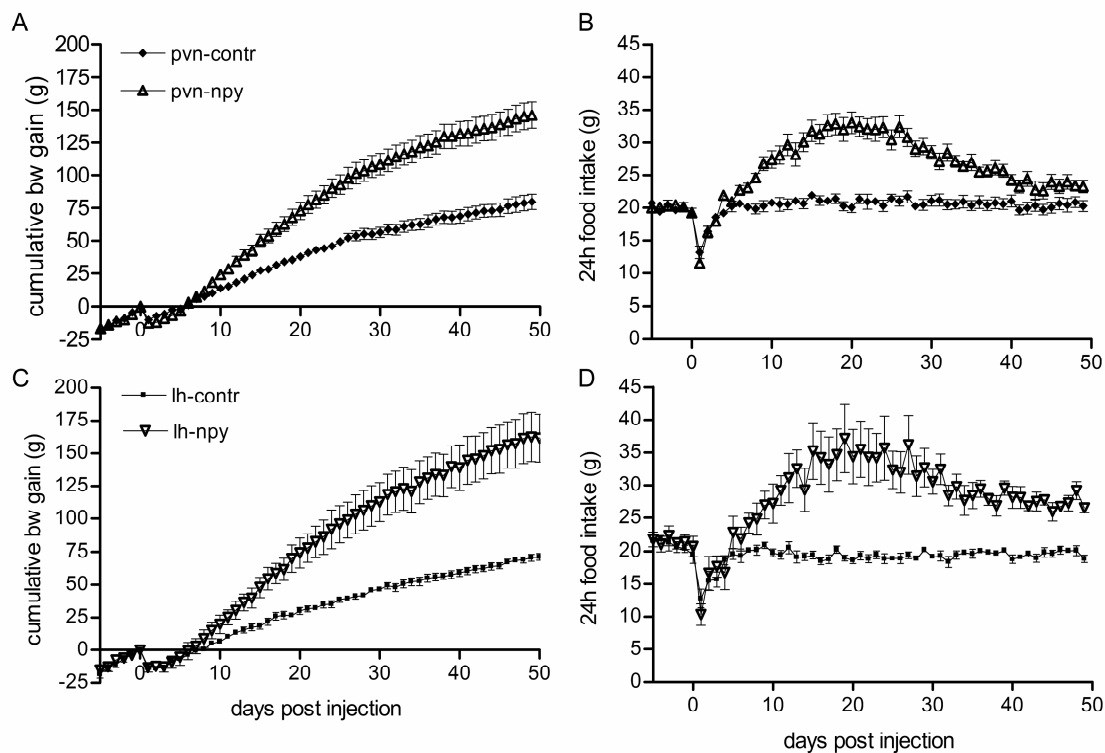 A
cumulative bw gain (g)
200
175
150
125
100
75
50
25
0
-25
pvn-contr
pvn-npy
0 10 20 30 40 50
B
24h food intake (g)
45
40
35
30
25
20
15
10
5
0
0 10 20 30 40 50
C
cumulative bw gain (g)
200
175
150
125
100
75
50
25
0
-25
lh-contr
lh-npy
0 10 20 30 40 50
days post injection
D
24h food intake (g)
45
40
35
30
25
20
15
10
5
0
0 10 20 30 40 50
days post injection